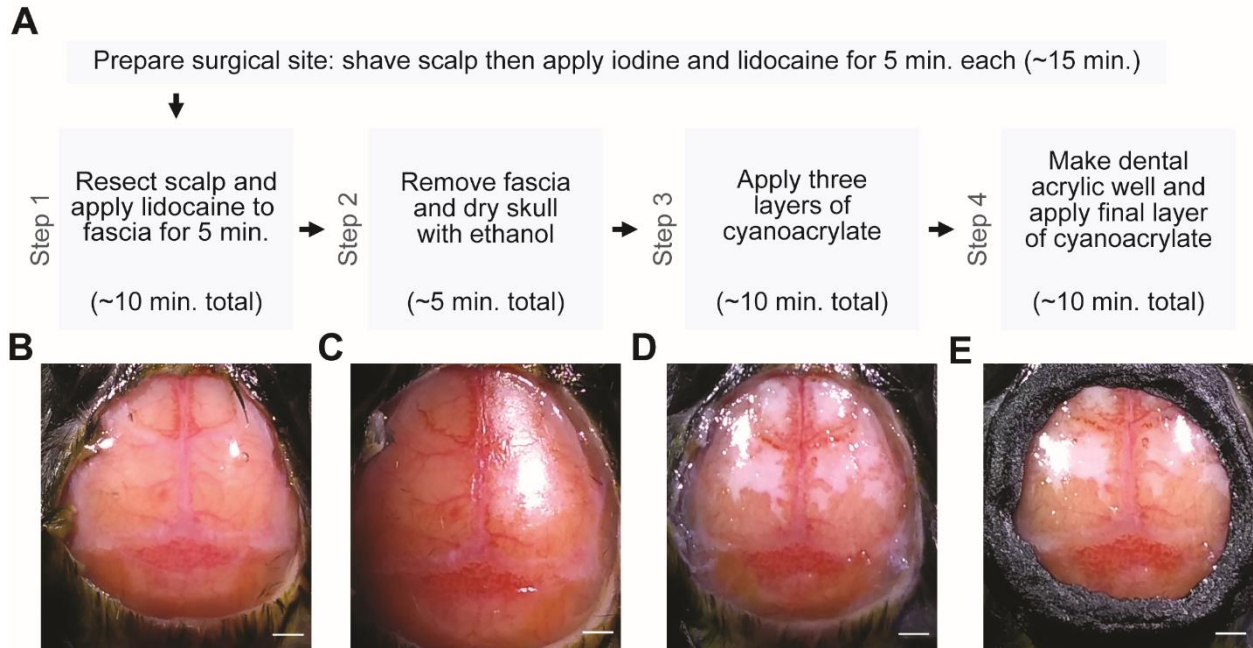 A
Prepare surgical site: shave scalp then apply iodine and lidocaine for 5 min. each (~15 min.)
Step 1
Resect scalp and
apply lidocaine to
fascia for 5 min.
(~10 min. total)
Step 2
Remove fascia
and dry skull
with ethanol
(~5 min. total)
Step 3
Apply three
layers of
cyanoacrylate
(~10 min. total)
Step 4
Make dental
acrylic well and
apply final layer
of cyanoacrylate
(~10 min. total)
B
C
D
E